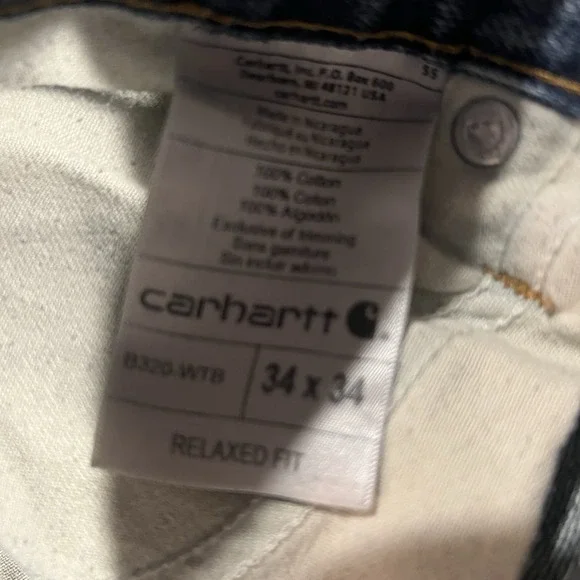 Carhartt, Inc. P.O. Box 600
Dearborn, MI 48121 USA
carhartt.com
55
Made in Nicaragua
Fabriqué au Nicaragua
Hecho en Nicaragua
100% Cotton
100% Coton
100% Algodón
Exclusive of trimming
Sans garniture
Sin incluir adorno
carhartt
B320-WTB
34 x 34
RELAXED FIT